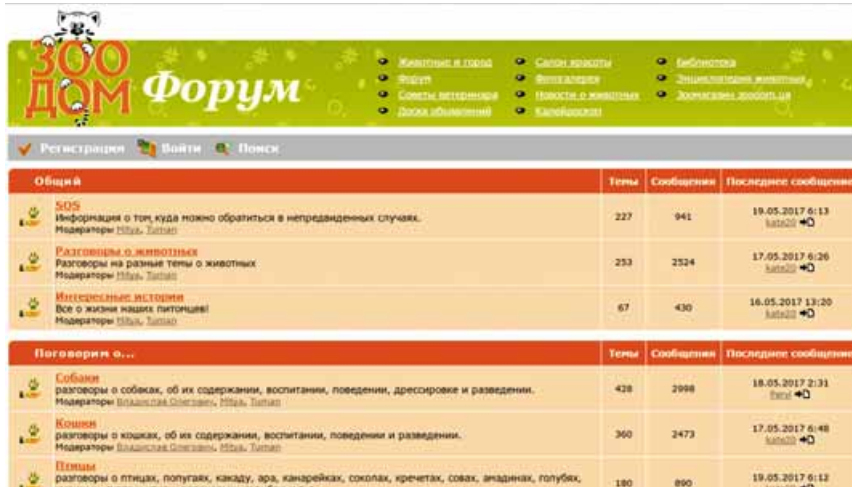 ЗОО
ДОМ
Форум
Животные и город
Форум
Советы ветеринара
Доска объявлений
Салон красоты
Фотогалерея
Новости о животных
Калейдоскоп
Библиотека
Энциклопедия животных
Зоомагазин zoodom.ua
Регистрация Войти Поиск
Общий Темы Сообщения Последнее сообщение
SOS
Информация о том, куда можно обратиться в непредвиденных случаях.
Модераторы Mitya, Tuman
227 941 19.05.2017 6:13
kate20
Разговоры о животных
Разговоры на разные темы о животных
Модераторы Mitya, Tuman
253 2524 17.05.2017 6:26
kate20
Интересные истории
Все о жизни наших питомцев!
Модераторы Mitya, Tuman
67 430 16.05.2017 13:20
kate20
Поговорим о... Темы Сообщения Последнее сообщение
Собаки
разговоры о собаках, об их содержании, воспитании, поведении, дрессировке и разведении.
Модераторы Владислав Олегович, Mitya, Tuman
428 2998 18.05.2017 2:31
Кошки
разговоры о кошках, об их содержании, воспитании, поведении и разведении.
Модераторы Владислав Олегович, Mitya, Tuman
360 2473 17.05.2017 6:48
kate20
Птицы
разговоры о птицах, попугаях, какаду, ара, канарейках, соколах, кречетах, совах, амадинах, голубях,
180 890 19.05.2017 6:12